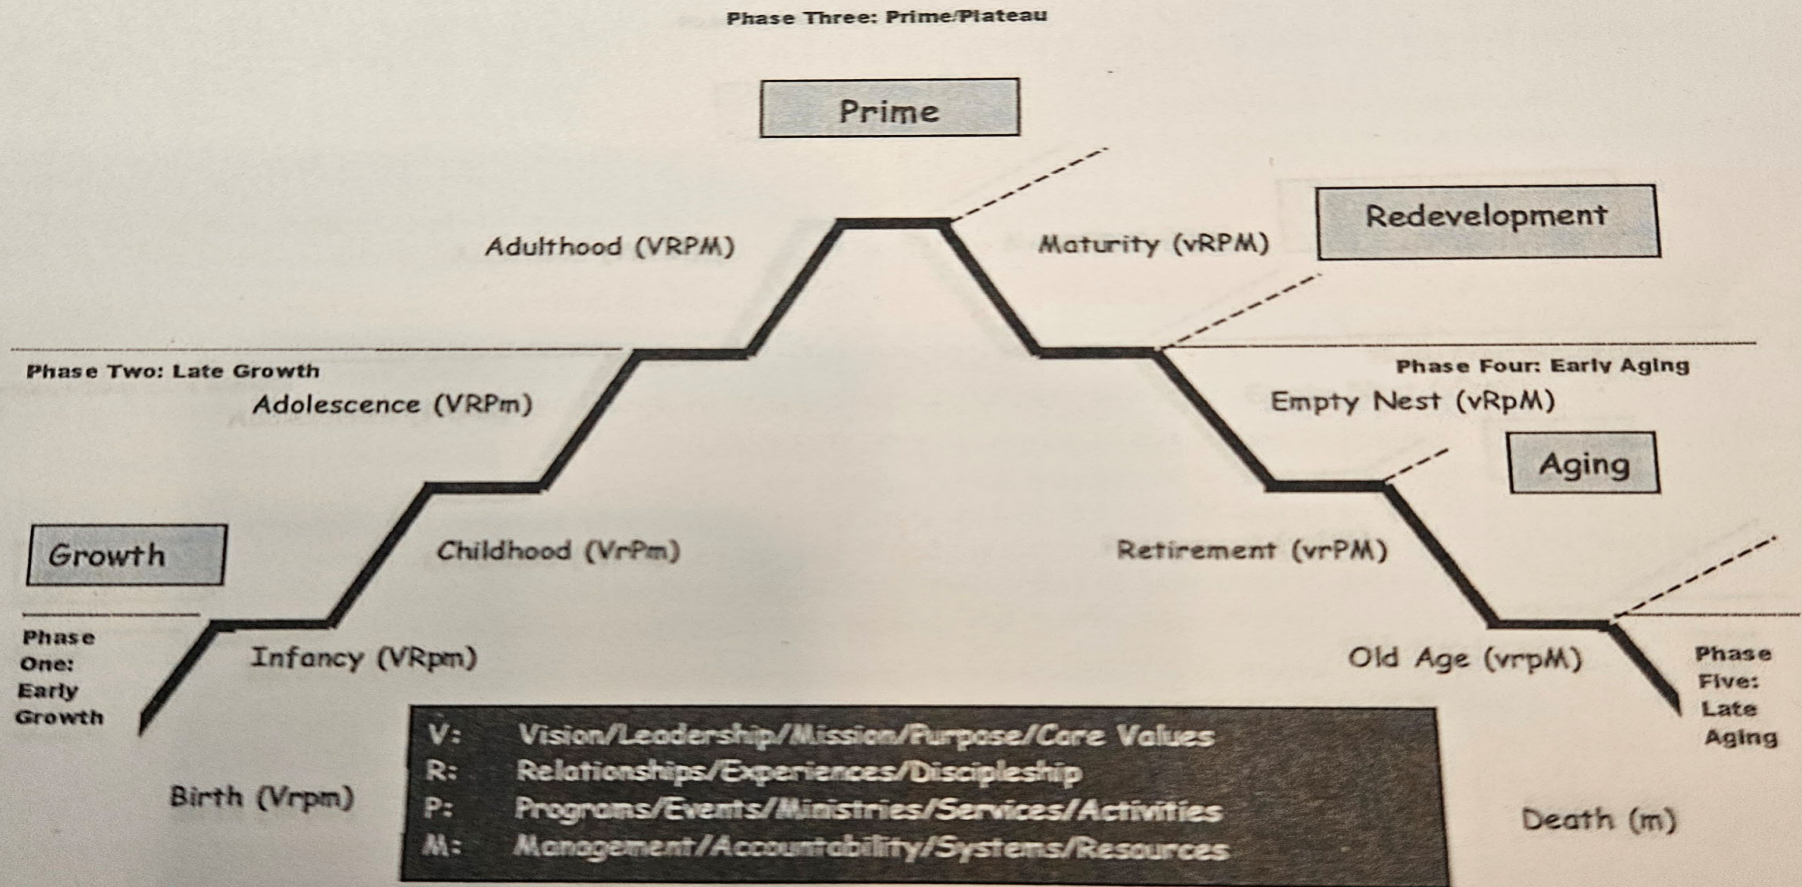 Phase Three: Prime/Plateau
Prime
Redevelopment
Adulthood (VRPM)
Maturity (vRPM)
Phase Two: Late Growth
Phase Four: Early Aging
Adolescence (VRPm)
Empty Nest (vRpM)
Aging
Growth
Childhood (VrPm)
Retirement (vrPM)
Phase
One:
Early
Growth
Infancy (VRpm)
Old Age (vrpM)
Phase
Five:
Late
Aging
V: Vision/Leadership/Mission/Purpose/Core Values
R: Relationships/Experiences/Discipleship
P: Programs/Events/Ministries/Services/Activities
M: Management/Accountability/Systems/Resources
Birth (Vrpm)
Death (m)